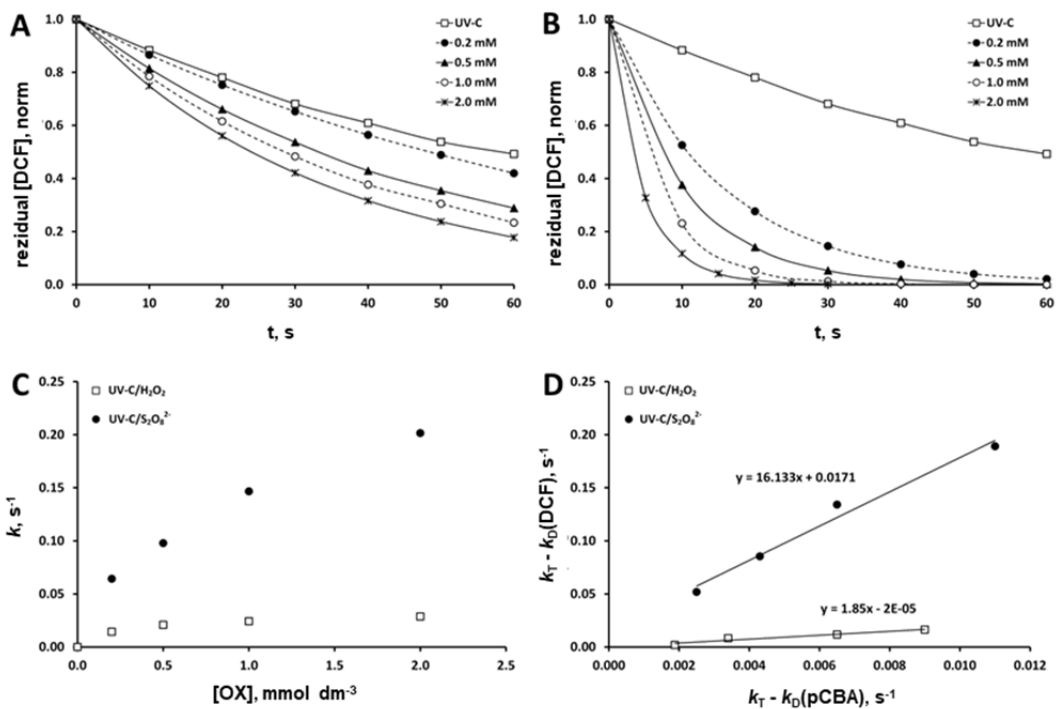 A
UV-C
0.2 mM
0.5 mM
1.0 mM
2.0 mM
rezidual [DCF], norm
1.0
0.8
0.6
0.4
0.2
0.0
0 10 20 30 40 50 60
t, s
B
UV-C
0.2 mM
0.5 mM
1.0 mM
2.0 mM
rezidual [DCF], norm
1.0
0.8
0.6
0.4
0.2
0.0
0 10 20 30 40 50 60
t, s
C
UV-C/H₂O₂
UV-C/S₂O₈²⁻
k, s⁻¹
0.25
0.20
0.15
0.10
0.05
0.00
0.0 0.5 1.0 1.5 2.0 2.5
[OX], mmol dm⁻³
D
UV-C/H₂O₂
UV-C/S₂O₈²⁻
kT - kD(DCF), s⁻¹
0.25
0.20
0.15
0.10
0.05
0.00
y = 16.133x + 0.0171
y = 1.85x - 2E-05
0.000 0.002 0.004 0.006 0.008 0.010 0.012
kT - kD(pCBA), s⁻¹